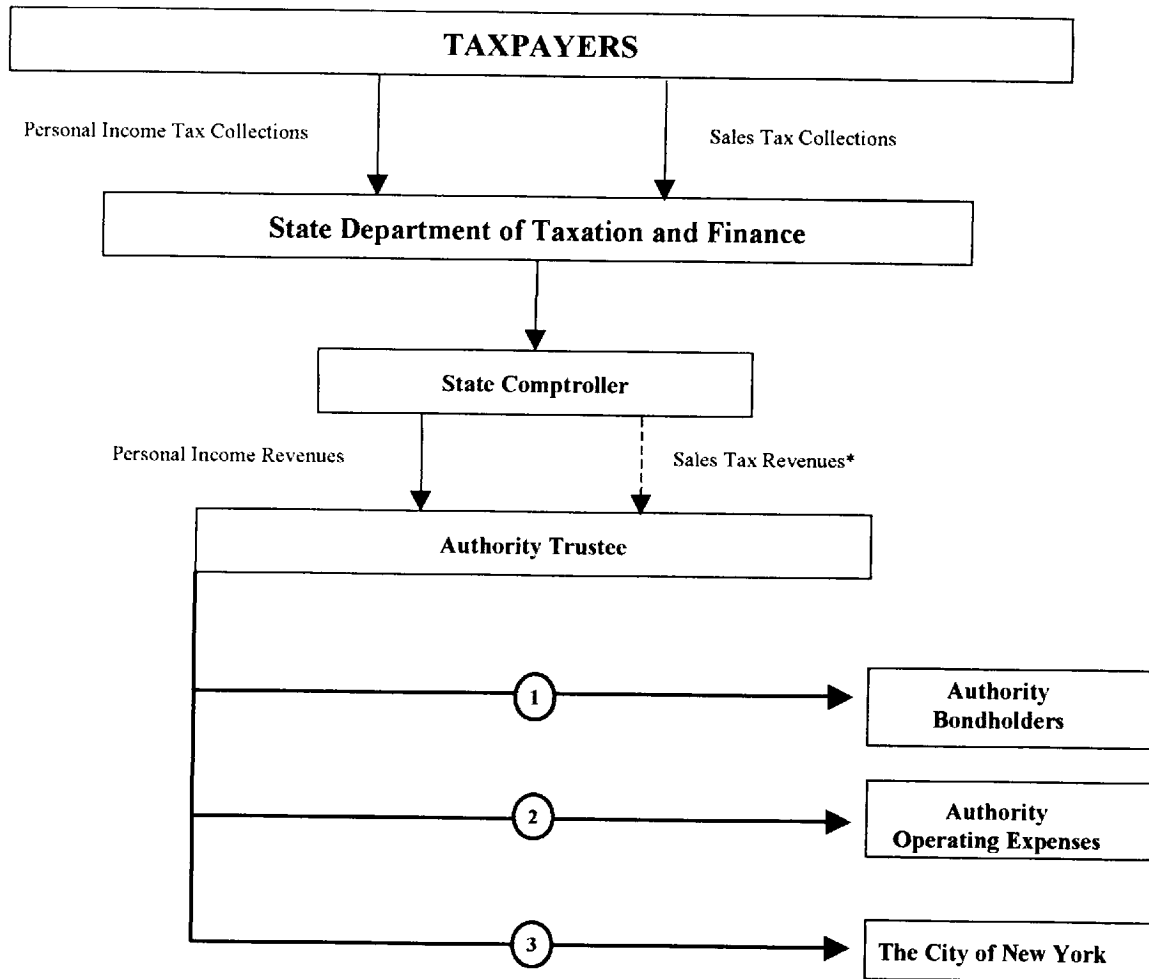 TAXPAYERS
Personal Income Tax Collections
Sales Tax Collections
State Department of Taxation and Finance
State Comptroller
Personal Income Revenues
Sales Tax Revenues*
Authority Trustee
1
Authority
Bondholders
2
Authority
Operating Expenses
3
The City of New York